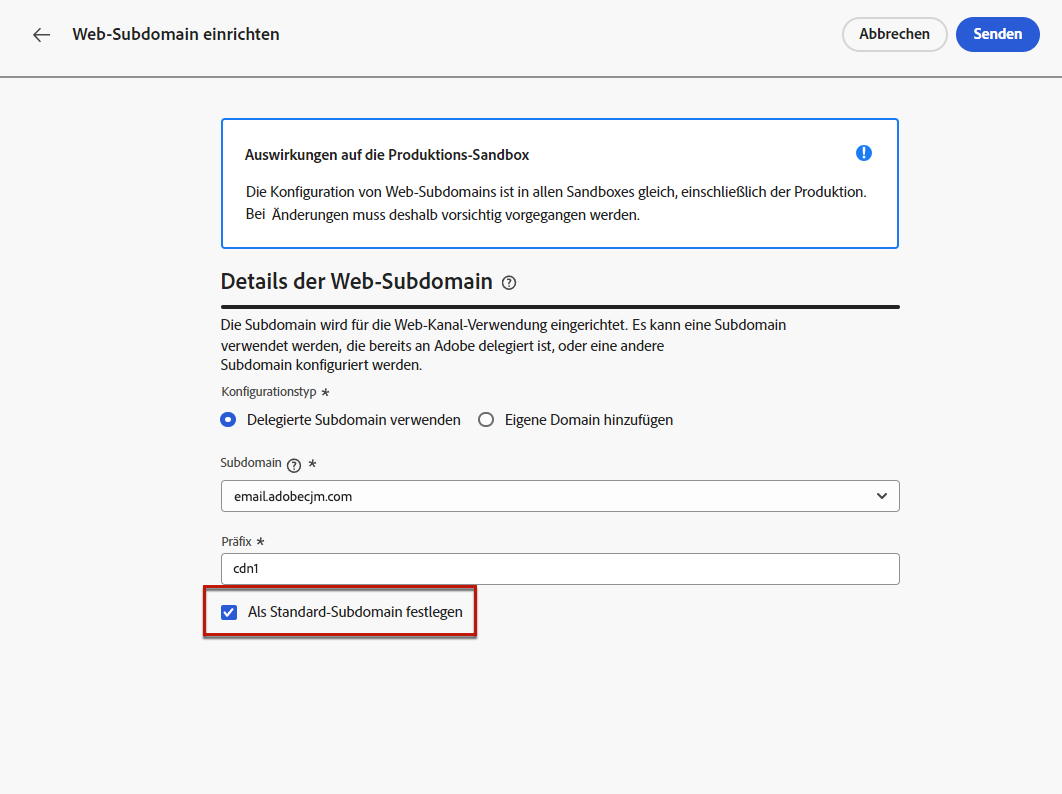 Web-Subdomain einrichten
Abbrechen
Senden
Auswirkungen auf die Produktions-Sandbox
Die Konfiguration von Web-Subdomains ist in allen Sandboxes gleich, einschließlich der Produktion.
Bei Änderungen muss deshalb vorsichtig vorgegangen werden.
Details der Web-Subdomain
Die Subdomain wird für die Web-Kanal-Verwendung eingerichtet. Es kann eine Subdomain
verwendet werden, die bereits an Adobe delegiert ist, oder eine andere
Subdomain konfiguriert werden.
Konfigurationstyp *
Delegierte Subdomain verwenden
Eigene Domain hinzufügen
Subdomain *
email.adobecjm.com
Präfix *
cdn1
Als Standard-Subdomain festlegen